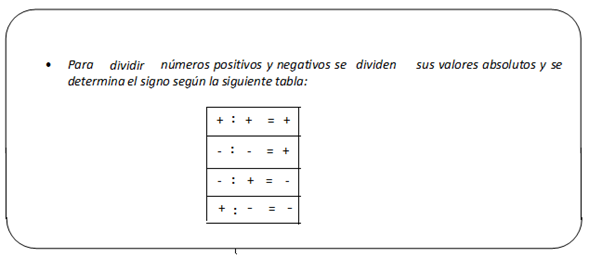 • Para dividir números positivos y negativos se dividen sus valores absolutos y se
determina el signo según la siguiente tabla:
+ : + = +
- : - = +
- : + = -
+ : - = -